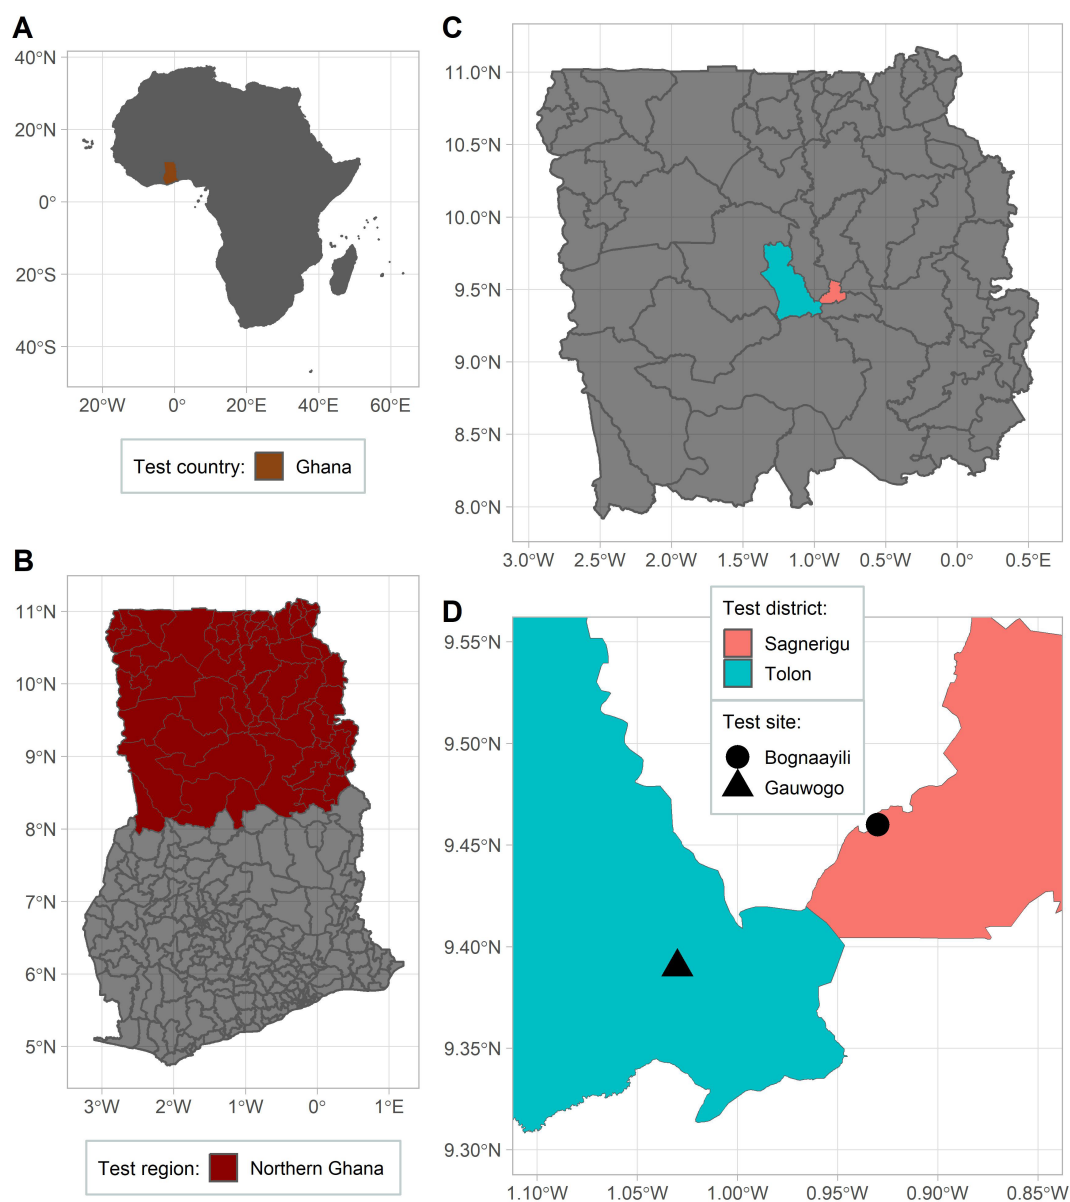 A
40°N
20°N
0°
20°S
40°S
20°W 0° 20°E 40°E 60°E
Test country: Ghana
B
11°N
10°N
9°N
8°N
7°N
6°N
5°N
3°W 2°W 1°W 0° 1°E
Test region: Northern Ghana
C
11.0°N
10.5°N
10.0°N
9.5°N
9.0°N
8.5°N
8.0°N
3.0°W 2.5°W 2.0°W 1.5°W 1.0°W 0.5°W 0.0° 0.5°E
D
Test district:
Sagnerigu
Tolon
Test site:
Bognaayili
Gauwogo
9.55°N
9.50°N
9.45°N
9.40°N
9.35°N
9.30°N
1.10°W 1.05°W 1.00°W 0.95°W 0.90°W 0.85°W